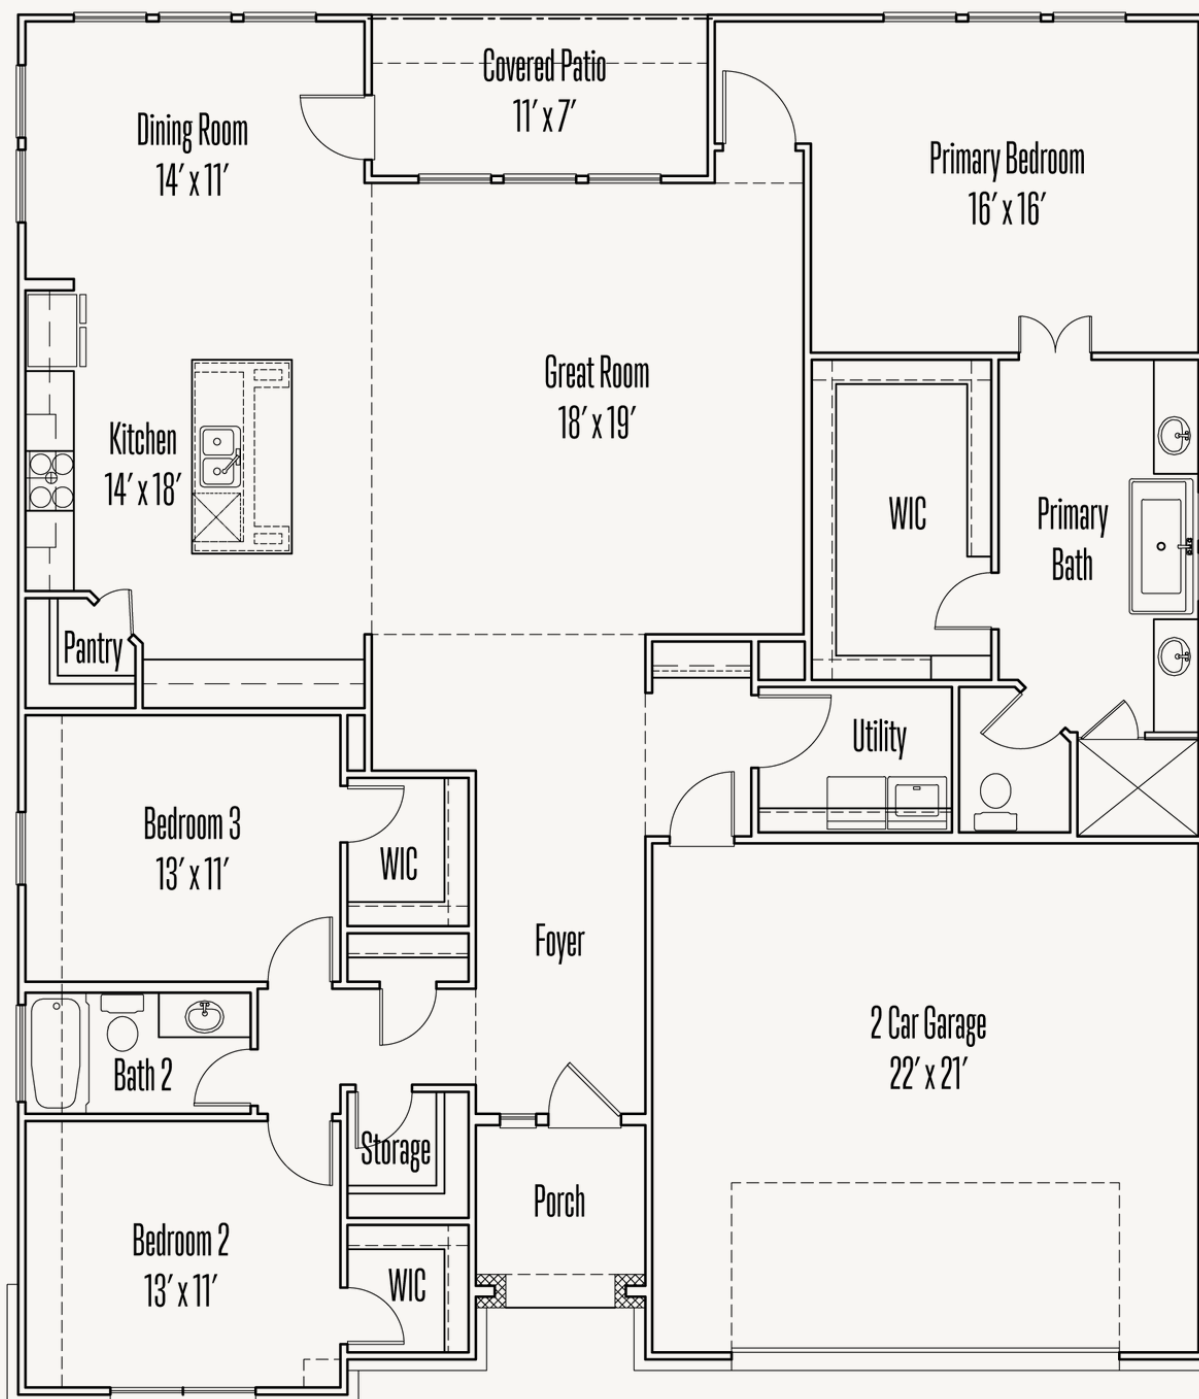 Covered Patio
11' x 7'
Dining Room
14' x 11'
Primary Bedroom
16' x 16'
Great Room
18' x 19'
Kitchen
14' x 18'
WIC
Primary
Bath
Pantry
Utility
Bedroom 3
13' x 11'
WIC
Foyer
2 Car Garage
22' x 21'
Bath 2
Storage
Porch
Bedroom 2
13' x 11'
WIC